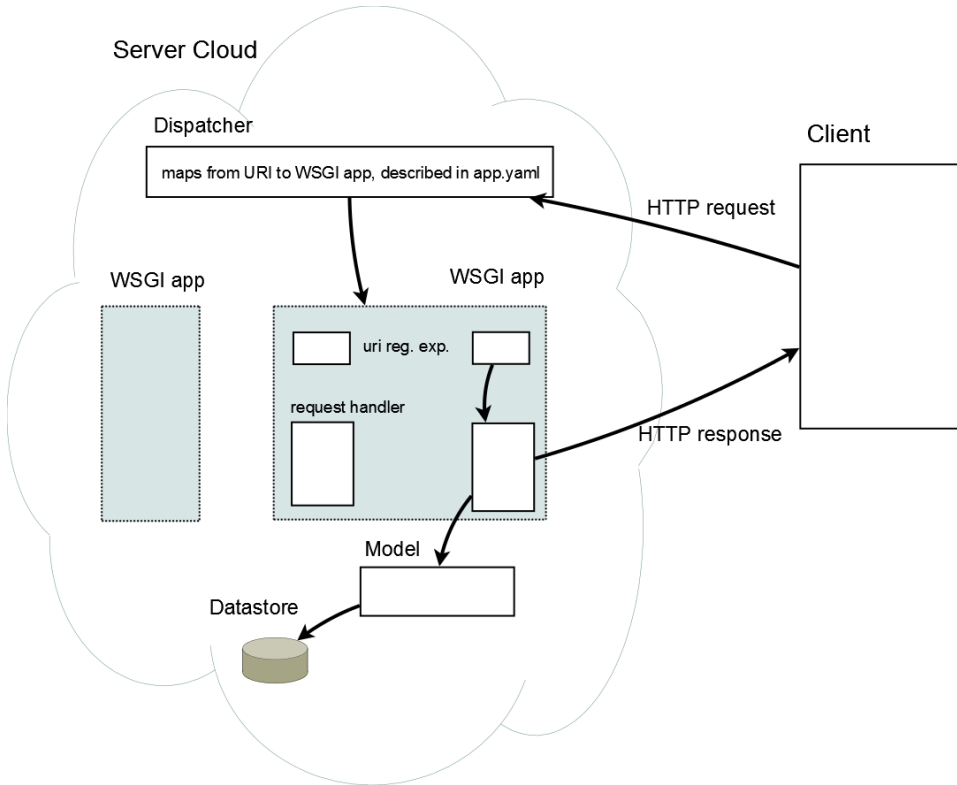 Server Cloud
Dispatcher
maps from URI to WSGI app, described in app.yaml
Client
HTTP request
WSGI app
WSGI app
uri reg. exp.
request handler
HTTP response
Model
Datastore